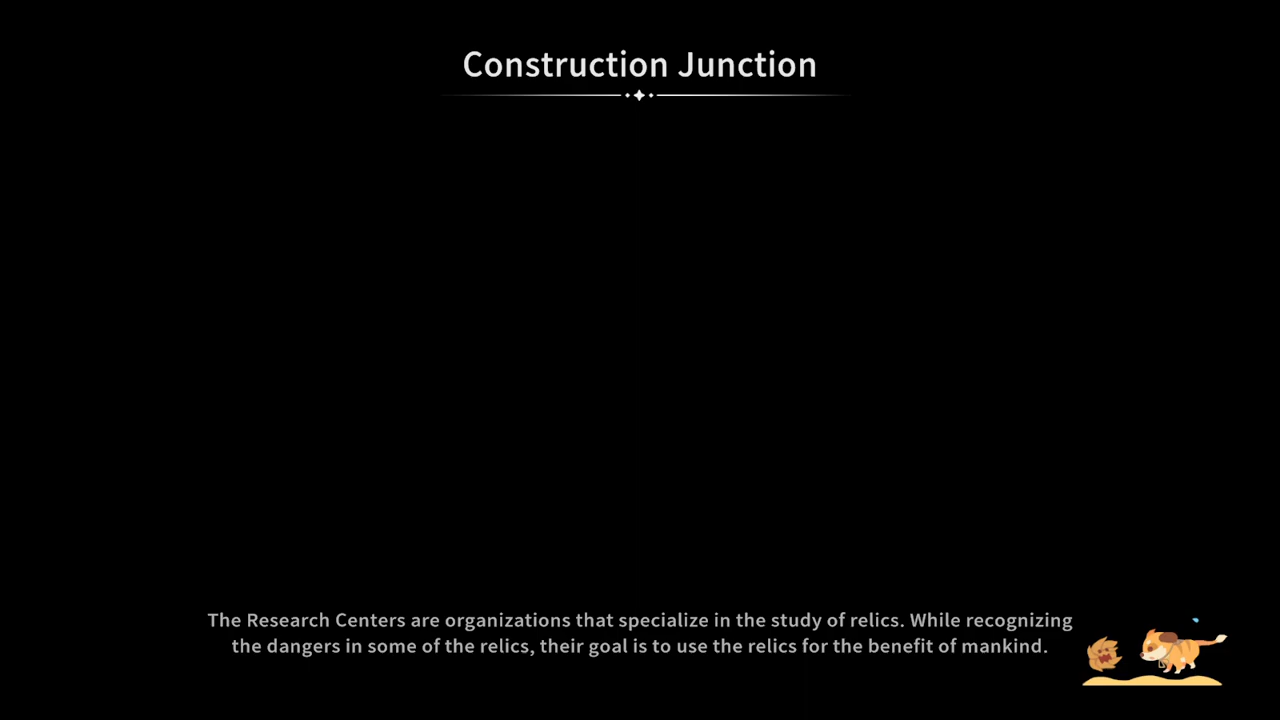 Construction Junction
The Research Centers are organizations that specialize in the study of relics. While recognizing
the dangers in some of the relics, their goal is to use the relics for the benefit of mankind.